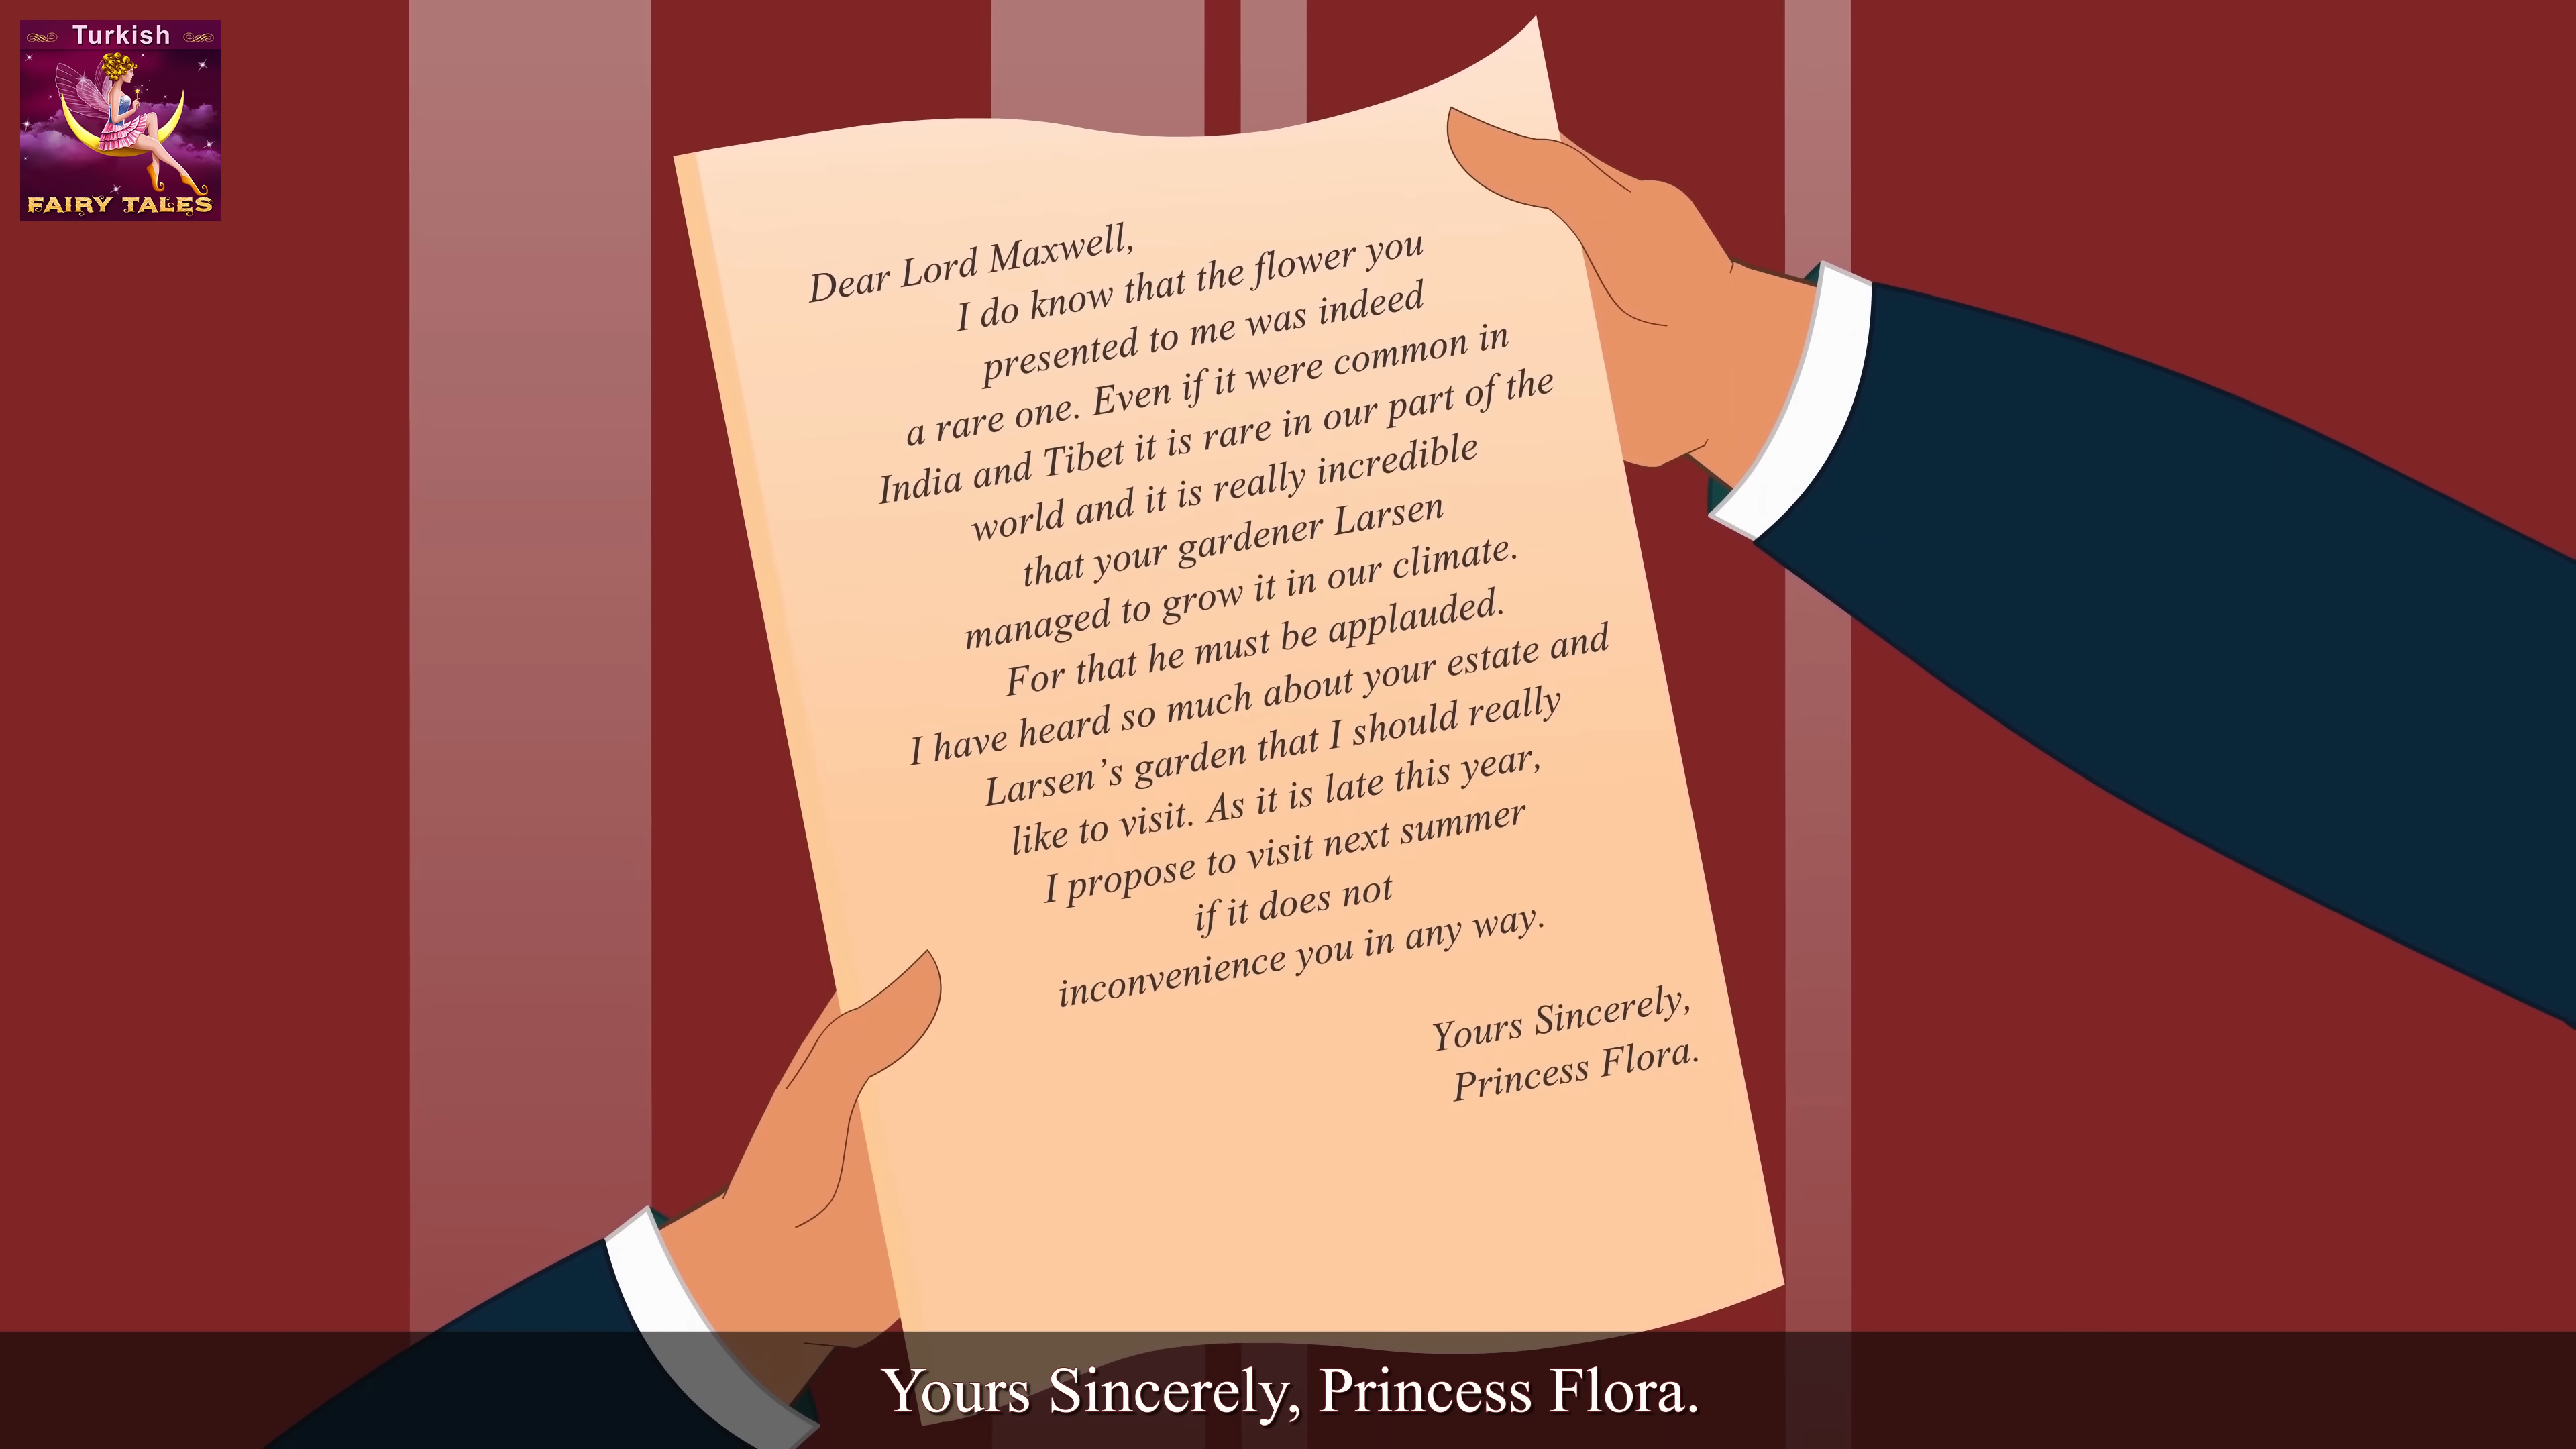 Turkish
FAIRY TALES
Dear Lord Maxwell,
I do know that the flower you
presented to me was indeed
a rare one. Even if it were common in
India and Tibet it is rare in our part of the
world and it is really incredible
that your gardener Larsen
managed to grow it in our climate.
For that he must be applauded.
I have heard so much about your estate and
Larsen’s garden that I should really
like to visit. As it is late this year,
I propose to visit next summer
if it does not
inconvenience you in any way.
Yours Sincerely,
Princess Flora.
Yours Sincerely, Princess Flora.